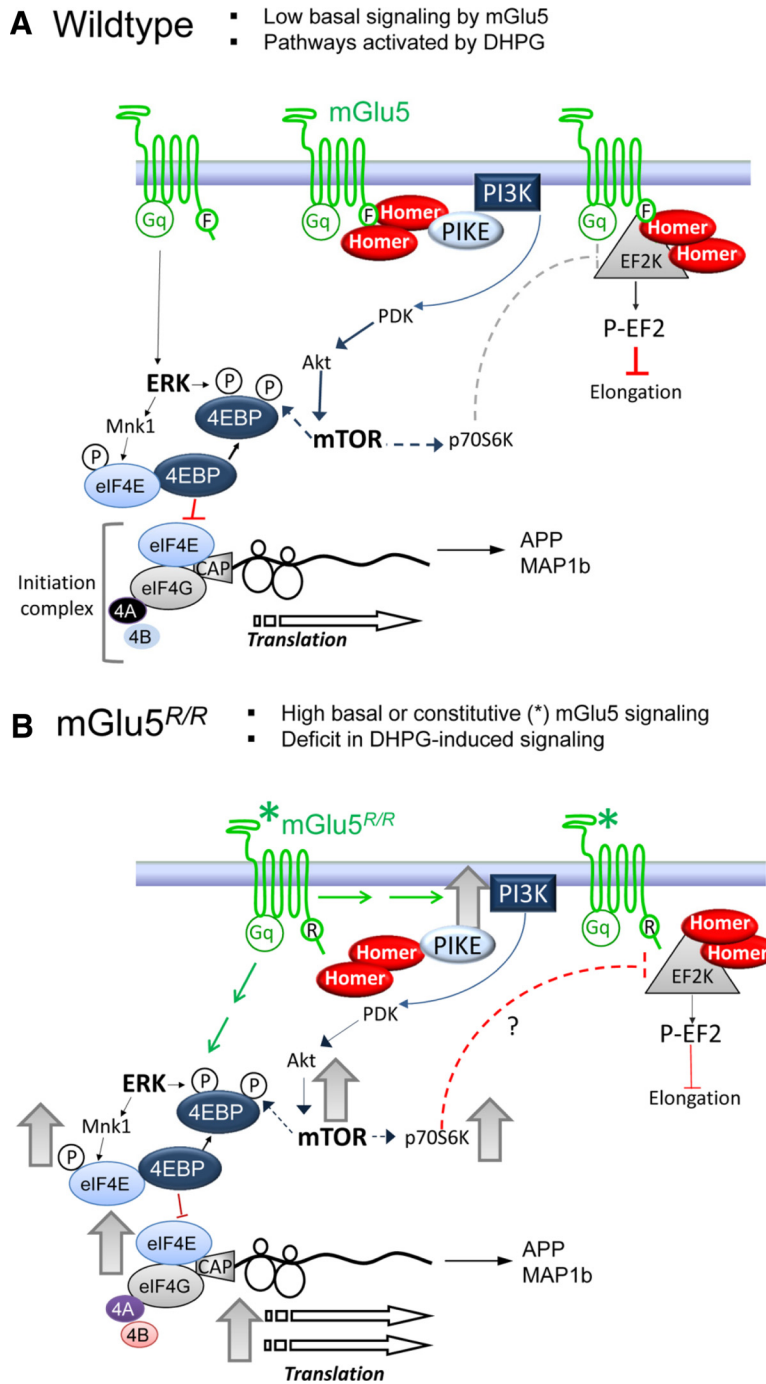 A Wildtype
▪ Low basal signaling by mGlu5
▪ Pathways activated by DHPG
mGlu5
Gq
F
Gq
F
Homer
Homer
PIKE
PI3K
Gq
F
Homer
Homer
EF2K
P-EF2
Elongation
PDK
Akt
mTOR
p70S6K
ERK
P
P
4EBP
Mnk1
P
eIF4E
4EBP
eIF4E
CAP
eIF4G
4A
4B
Initiation
complex
Translation
APP
MAP1b
B mGlu5R/R
▪ High basal or constitutive (*) mGlu5 signaling
▪ Deficit in DHPG-induced signaling
* mGlu5R/R
*
Gq
R
Homer
Homer
PIKE
PI3K
Gq
R
Homer
Homer
EF2K
P-EF2
Elongation
PDK
?
Akt
mTOR
p70S6K
ERK
P
P
4EBP
Mnk1
P
eIF4E
4EBP
eIF4E
CAP
eIF4G
4A
4B
Translation
APP
MAP1b